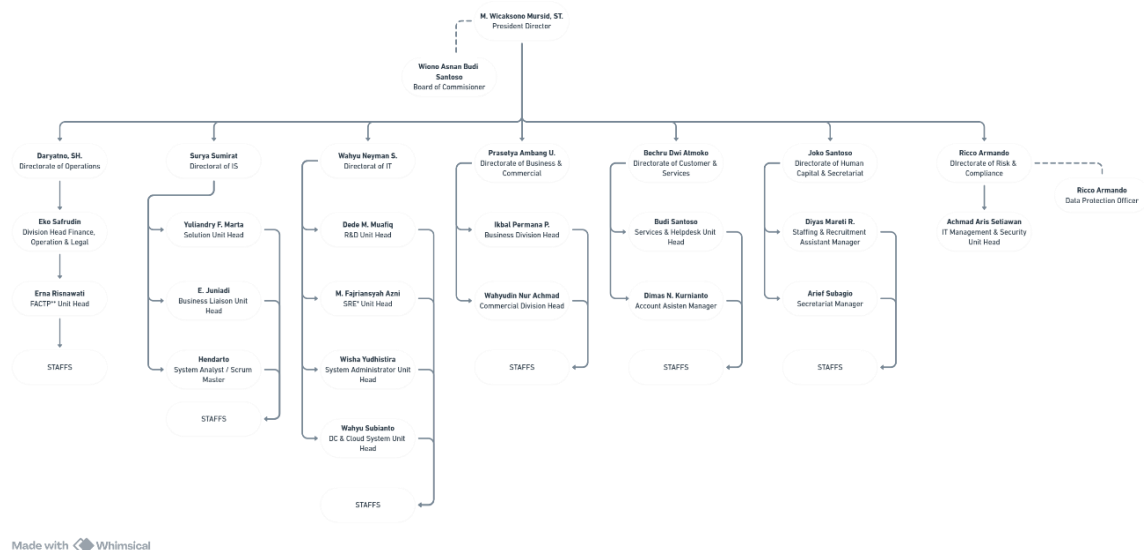 M. Wicaksono Mursid, ST.
President Director
Wiono Asnan Budi
Santoso
Board of Commisioner
Daryatno, SH.
Directorate of Operations
Surya Sumirat
Directorat of IS
Wahyu Neyman S.
Directorat of IT
Prasetya Ambang U.
Directorate of Business &
Commercial
Bechru Dwi Atmoko
Directorate of Customer &
Services
Joko Santoso
Directorate of Human
Capital & Secretarial
Ricco Armando
Directorate of Risk &
Compliance
Ricco Armando
Data Protection Officer
Eko Safrudin
Division Head Finance,
Operation & Legal
Yuliandry F. Marta
Solution Unit Head
Dede M. Muafiq
R&D Unit Head
Ikbal Permana P.
Business Division Head
Budi Santoso
Services & Helpdesk Unit
Head
Diyas Mareti R.
Staffing & Recruitment
Assistant Manager
Achmad Aris Setiawan
IT Management & Security
Unit Head
Erna Risnawati
FACTP** Unit Head
E. Juniadi
Business Liaison Unit
Head
M. Fajriansyah Azni
SRE* Unit Head
Wahyudin Nur Achmad
Commercial Division Head
Dimas N. Kurnianto
Account Asisten Manager
Arief Subagio
Secretarial Manager
STAFFS
Hendarto
System Analyst / Scrum
Master
Wisha Yudhistira
System Administrator Unit
Head
STAFFS
STAFFS
STAFFS
STAFFS
Wahyu Subianto
DC & Cloud System Unit
Head
STAFFS
Made with Whimsical